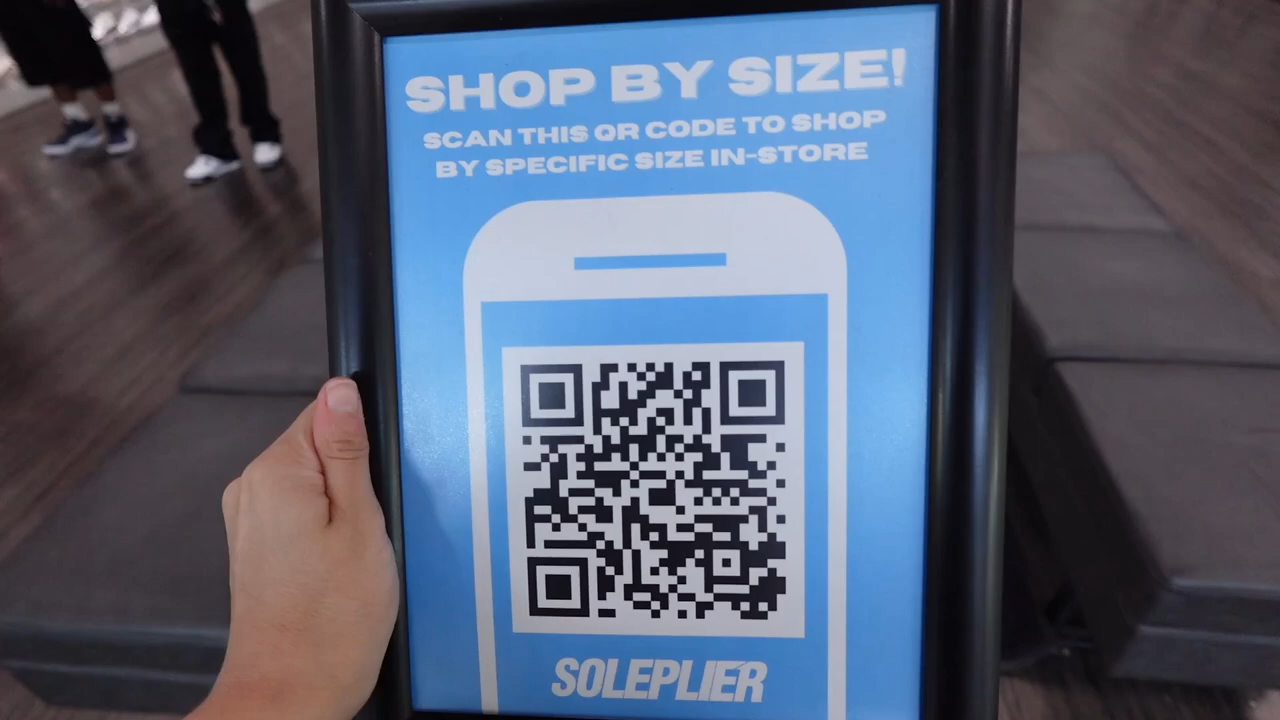 SHOP BY SIZE!
SCAN THIS QR CODE TO SHOP
BY SPECIFIC SIZE IN-STORE
SOLEPLIER